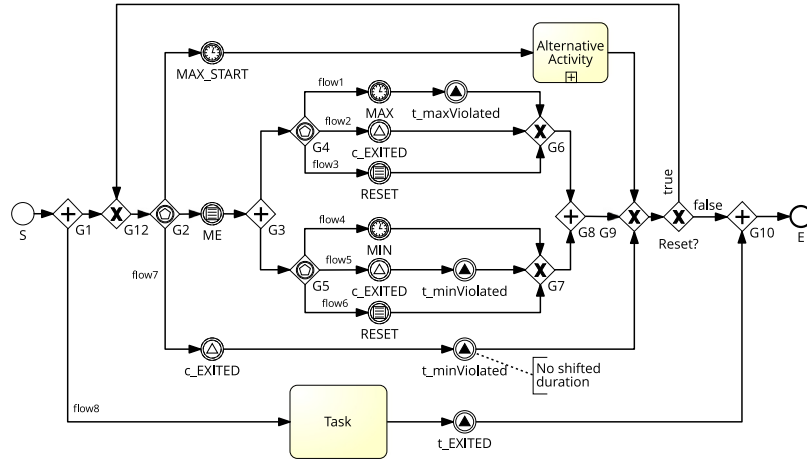 MAX_START
Alternative
Activity
flow1
MAX
t_maxViolated
flow2
G4
c_EXITED
G6
flow3
RESET
true
false
S
G1
G12
G2
ME
G3
flow4
MIN
G8
G9
Reset?
G10
E
flow7
flow5
G5
c_EXITED
t_minViolated
G7
flow6
RESET
c_EXITED
t_minViolated
No shifted
duration
flow8
Task
t_EXITED